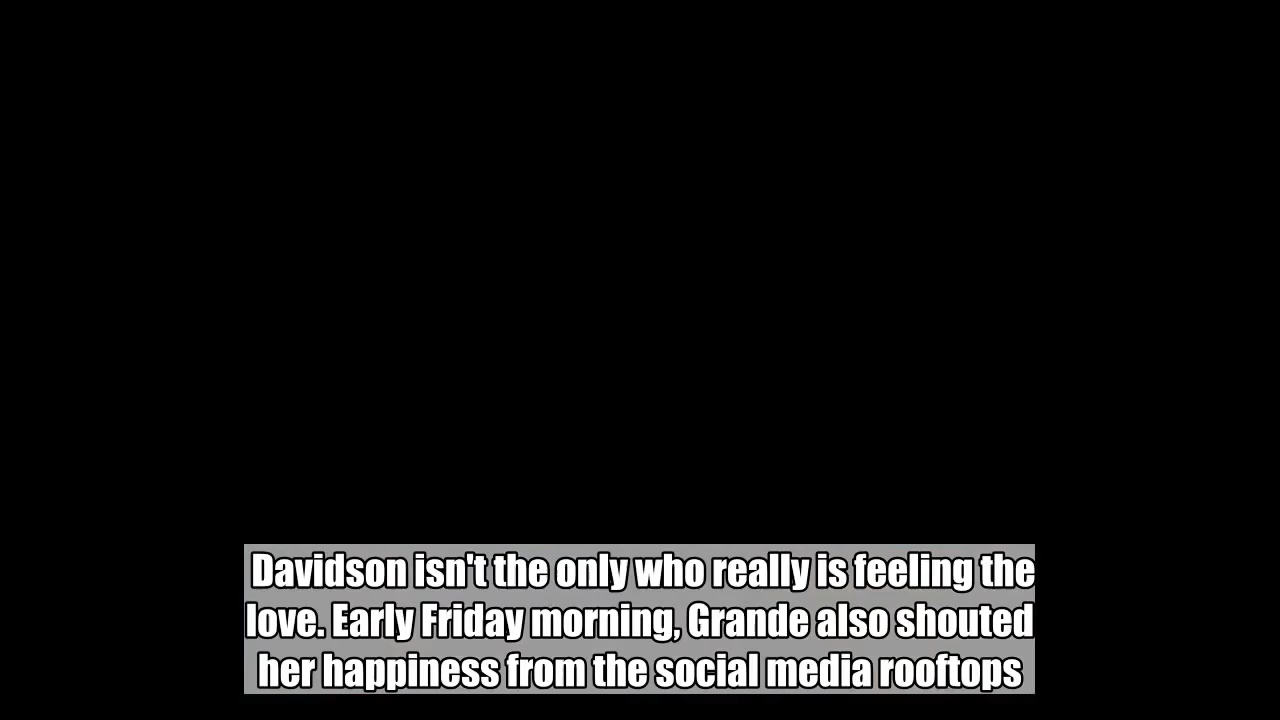 Davidson isn't the only who really is feeling the
love. Early Friday morning, Grande also shouted
her happiness from the social media rooftops